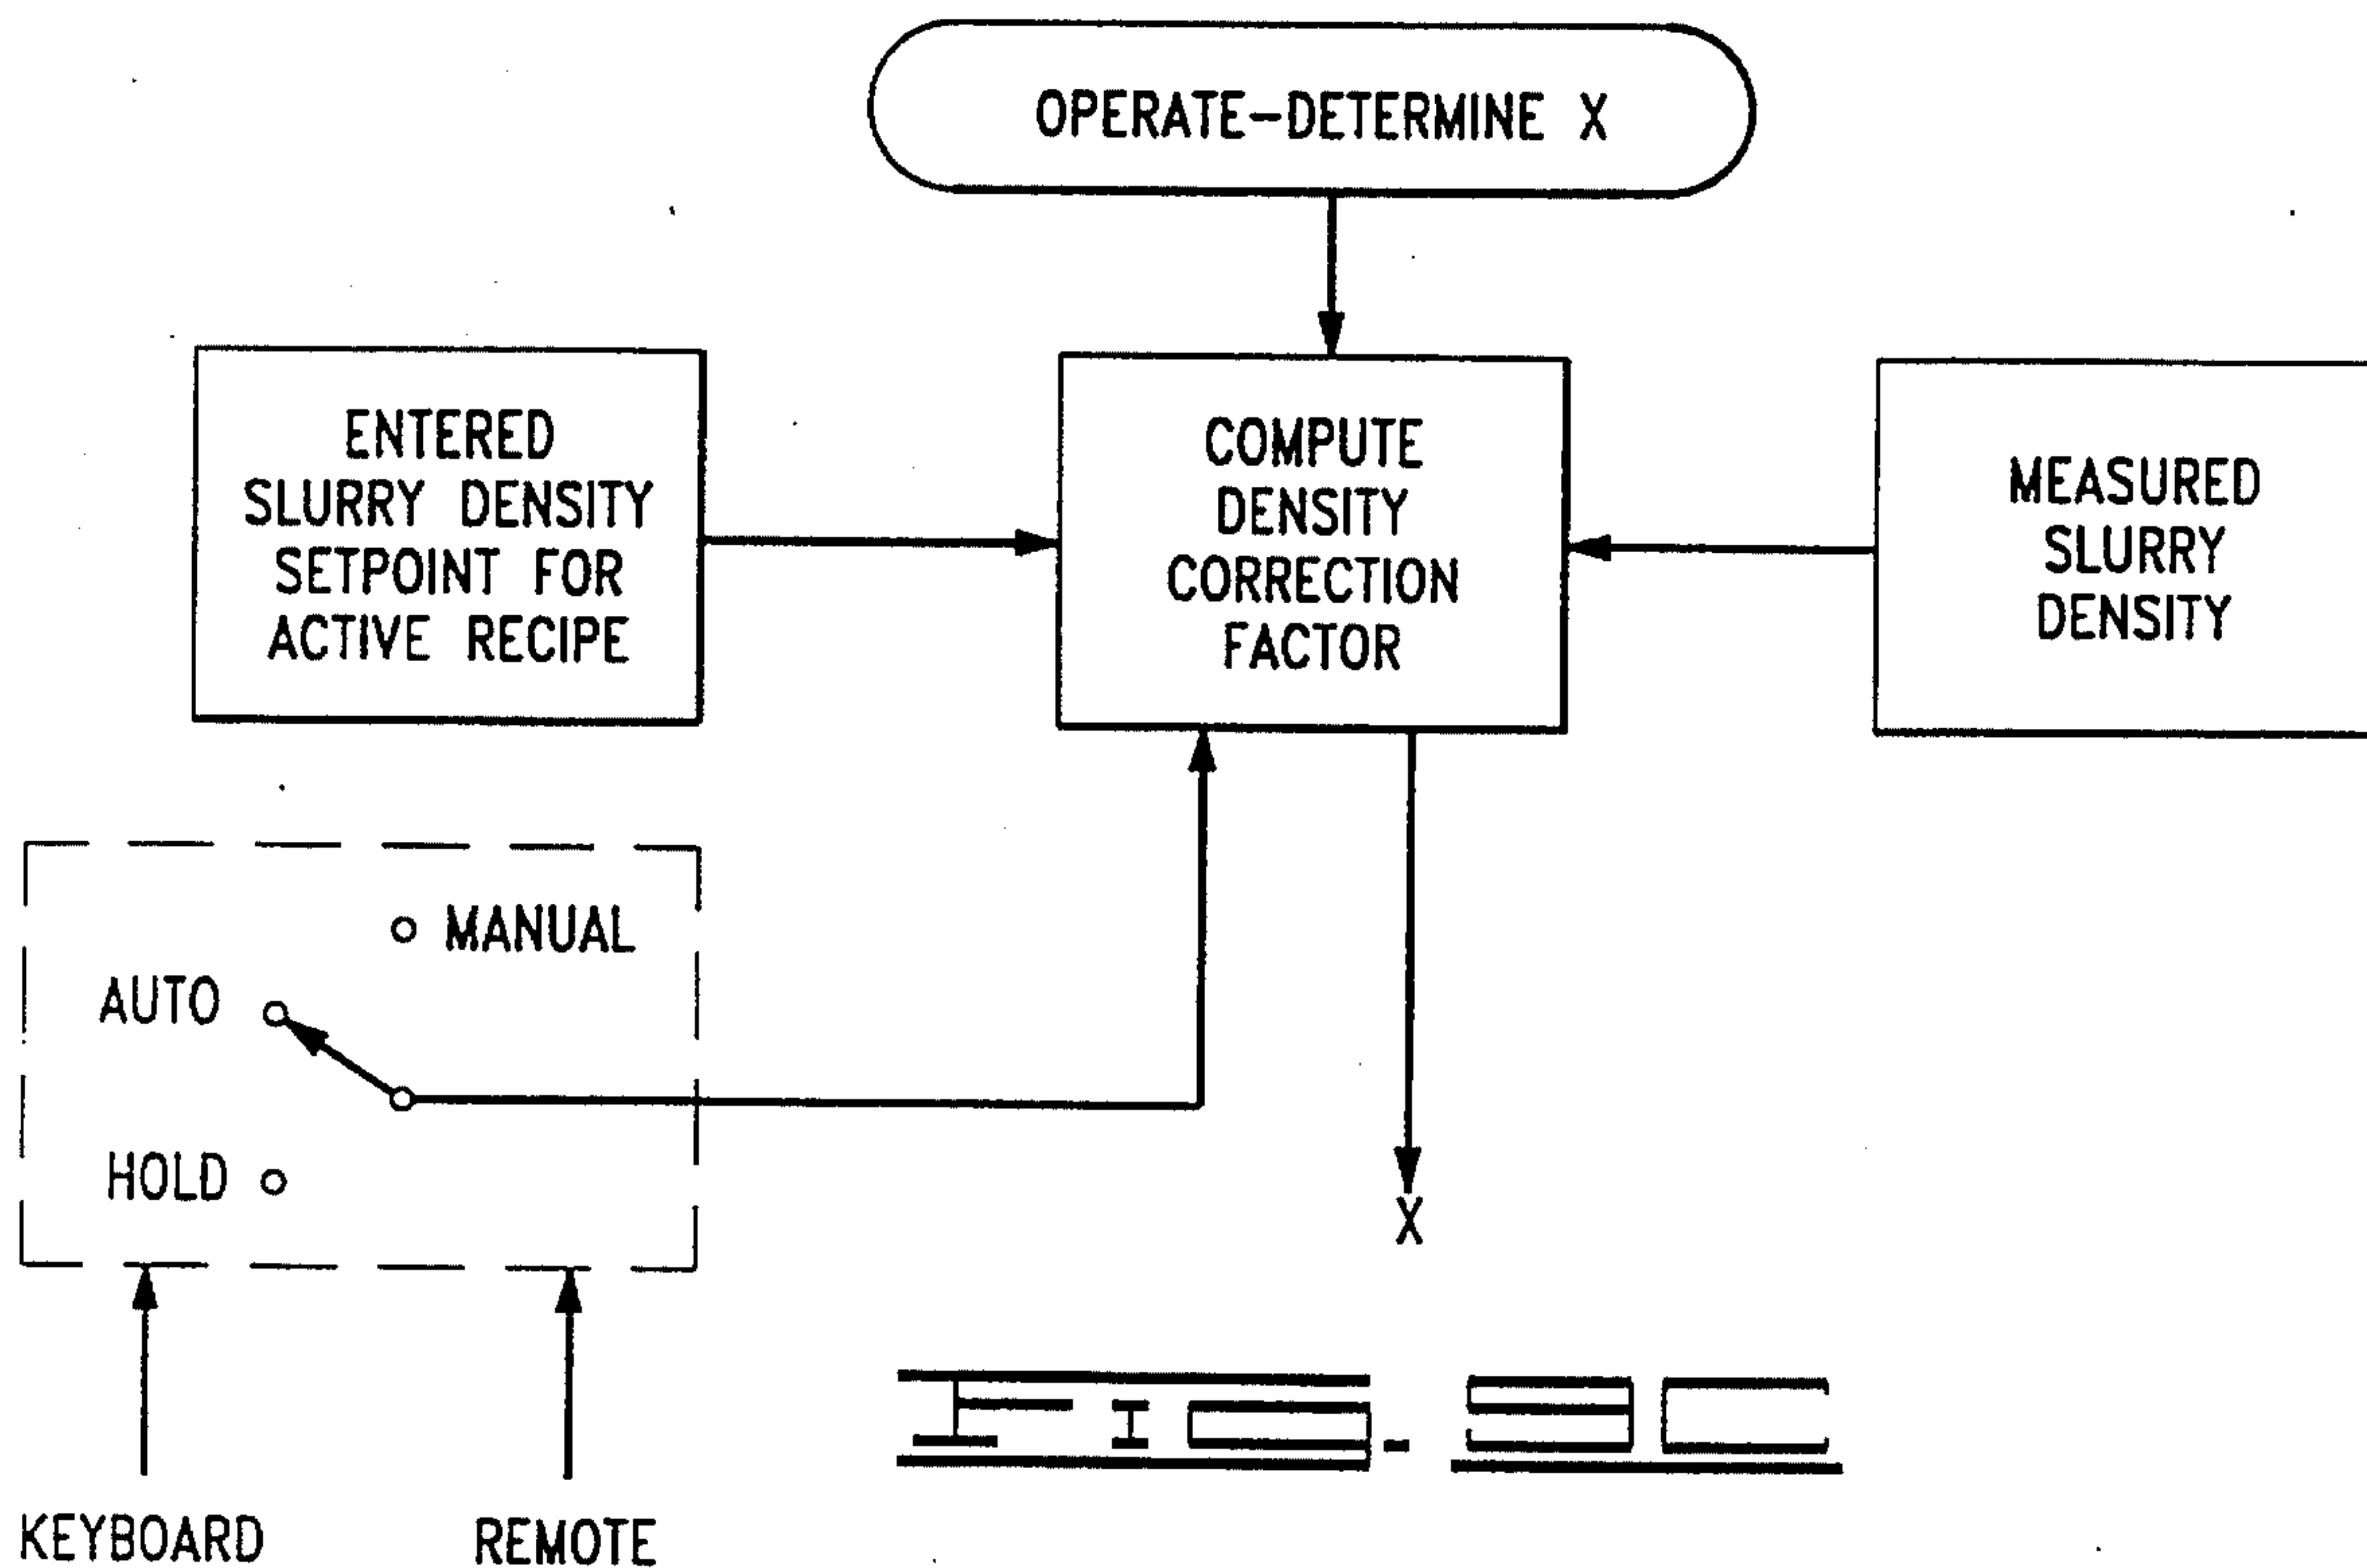 OPERATE-DETERMINE X
ENTERED
SLURRY DENSITY
SETPOINT FOR
ACTIVE RECIPE
COMPUTE
DENSITY
CORRECTION
FACTOR
MEASURED
SLURRY
DENSITY
MANUAL
AUTO
HOLD
X
KEYBOARD
REMOTE
FIG- 9C